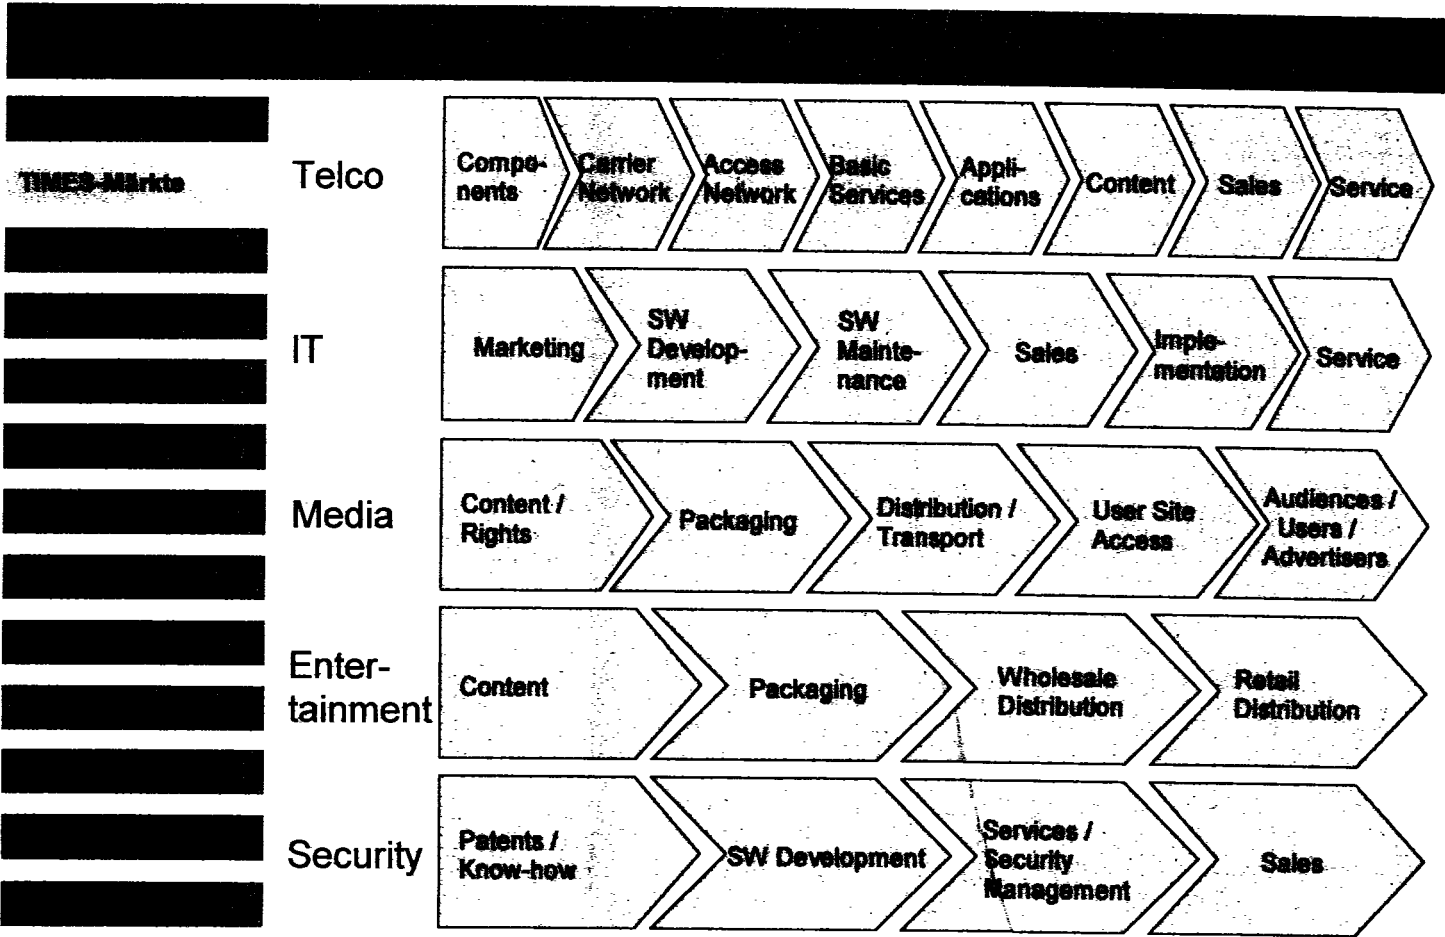 TIMES-Märkte
Telco
Compo-
nents
Carrier
Network
Access
Network
Basic
Services
Appli-
cations
Content
Sales
Service
IT
Marketing
SW
Develop-
ment
SW
Mainte-
nance
Sales
Imple-
mentation
Service
Media
Content /
Rights
Packaging
Distribution /
Transport
User Site
Access
Audiences /
Users /
Advertisers
Enter-
tainment
Content
Packaging
Wholesale
Distribution
Retail
Distribution
Security
Patents /
Know-how
SW Development
Services /
Security
Management
Sales